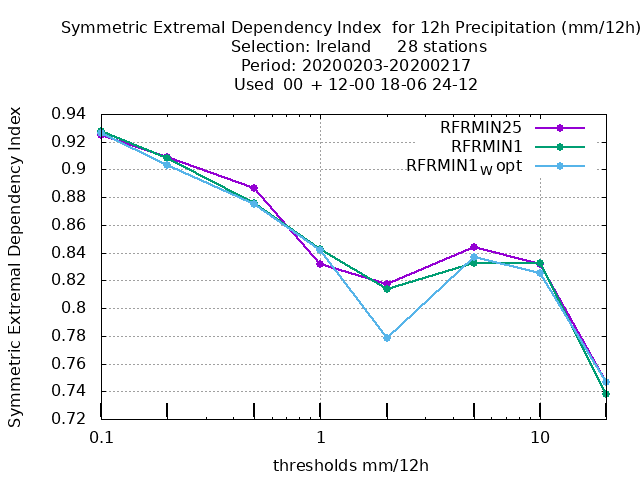 Symmetric Extremal Dependency Index for 12h Precipitation (mm/12h)
Selection: Ireland 28 stations
Period: 20200203-20200217
Used 00 + 12-00 18-06 24-12
Symmetric Extremal Dependency Index
0.94
0.92
0.9
0.88
0.86
0.84
0.82
0.8
0.78
0.76
0.74
0.72
RFRMIN25
RFRMIN1
RFRMIN1W opt
0.1
1
10
thresholds mm/12h